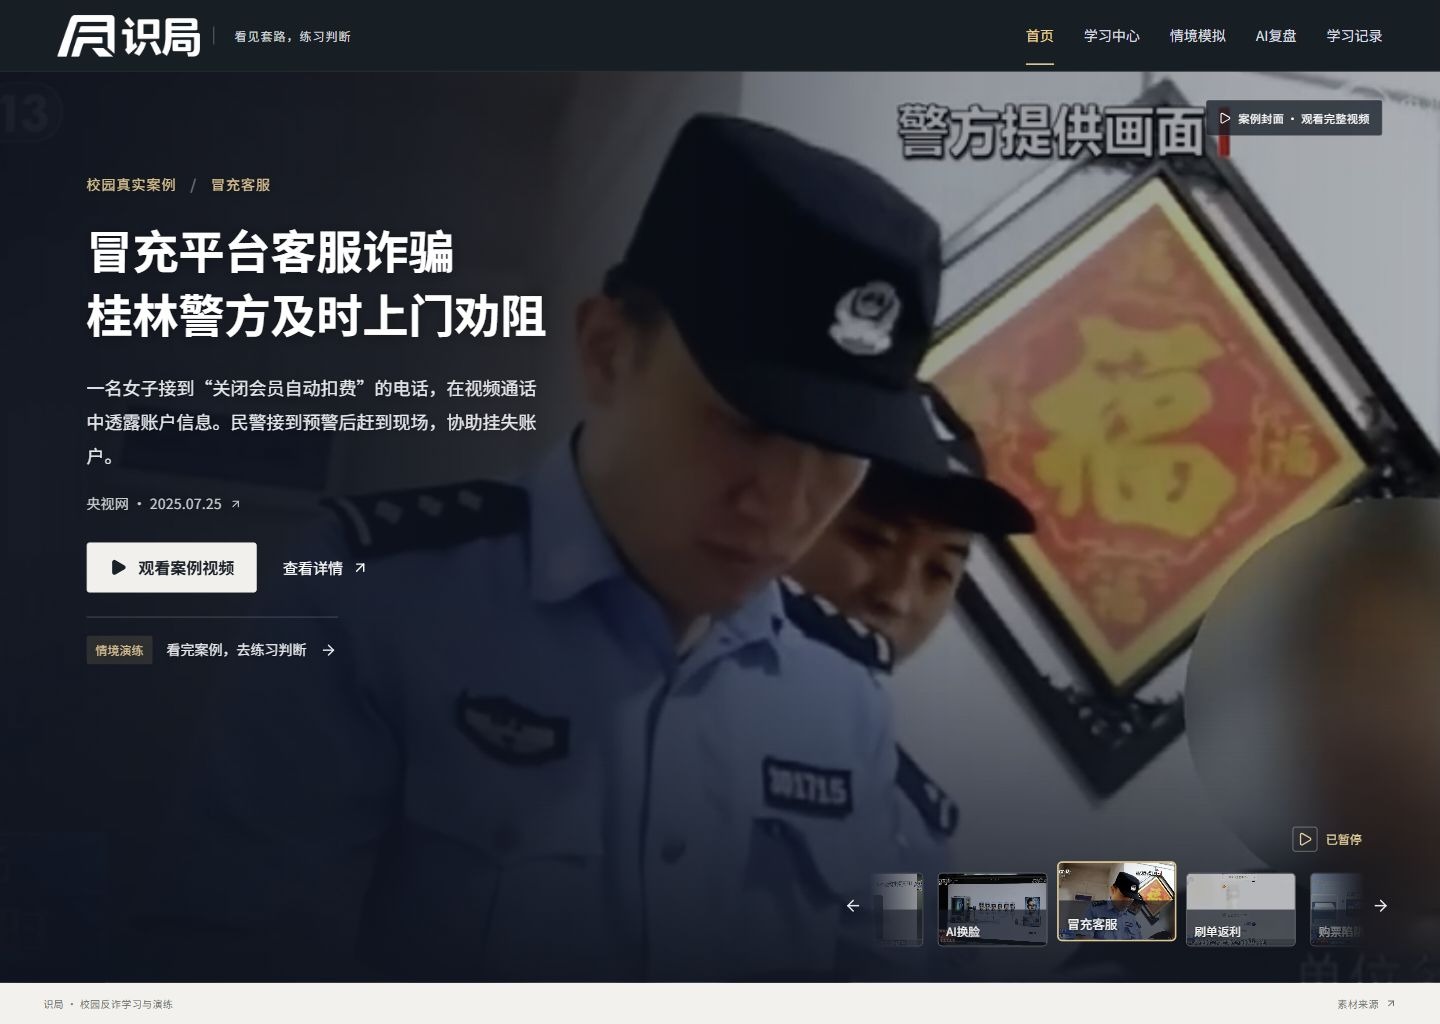 识局
看见套路，练习判断
首页
学习中心
情境模拟
AI复盘
学习记录
13
警方提供画面
案例封面 · 观看完整视频
校园真实案例 / 冒充客服
冒充平台客服诈骗
桂林警方及时上门劝阻
一名女子接到“关闭会员自动扣费”的电话，在视频通话
中透露账户信息。民警接到预警后赶到现场，协助挂失账
户。
央视网 · 2025.07.25
观看案例视频
查看详情
情境演练
看完案例，去练习判断
福
301715
已暂停
AI换脸
冒充客服
刷单返利
购票陷阱
单位
识局 · 校园反诈学习与演练
素材来源